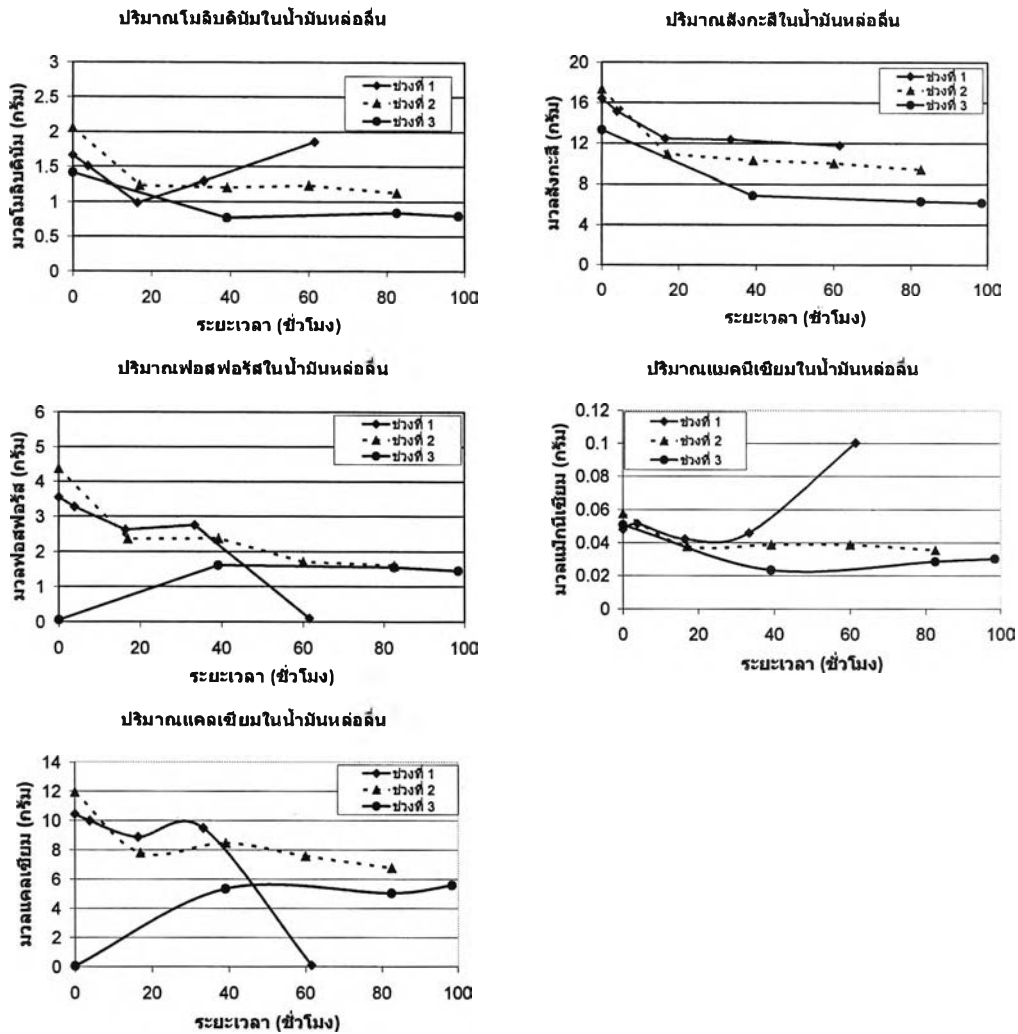 ปริมาณโมลิบดินัมในน้ำมันหล่อลื่น
มวลโมลิบดินัม (กรัม)
3
2.5
2
1.5
1
0.5
0
0 20 40 60 80 100
ช่วงที่ 1
ช่วงที่ 2
ช่วงที่ 3
ระยะเวลา (ชั่วโมง)
ปริมาณสังกะสีในน้ำมันหล่อลื่น
มวลสังกะสี (กรัม)
20
16
12
8
4
0
0 20 40 60 80 100
ช่วงที่ 1
ช่วงที่ 2
ช่วงที่ 3
ระยะเวลา (ชั่วโมง)
ปริมาณฟอสฟอรัสในน้ำมันหล่อลื่น
มวลฟอสฟอรัส (กรัม)
6
5
4
3
2
1
0
0 20 40 60 80 100
ช่วงที่ 1
ช่วงที่ 2
ช่วงที่ 3
ระยะเวลา (ชั่วโมง)
ปริมาณแมคนีเซียมในน้ำมันหล่อลื่น
มวลแม็กนีเซียม (กรัม)
0.12
0.1
0.08
0.06
0.04
0.02
0
0 20 40 60 80 100
ช่วงที่ 1
ช่วงที่ 2
ช่วงที่ 3
ระยะเวลา (ชั่วโมง)
ปริมาณแคลเซียมในน้ำมันหล่อลื่น
มวลแคลเซียม (กรัม)
14
12
10
8
6
4
2
0
0 20 40 60 80 100
ช่วงที่ 1
ช่วงที่ 2
ช่วงที่ 3
ระยะเวลา (ชั่วโมง)